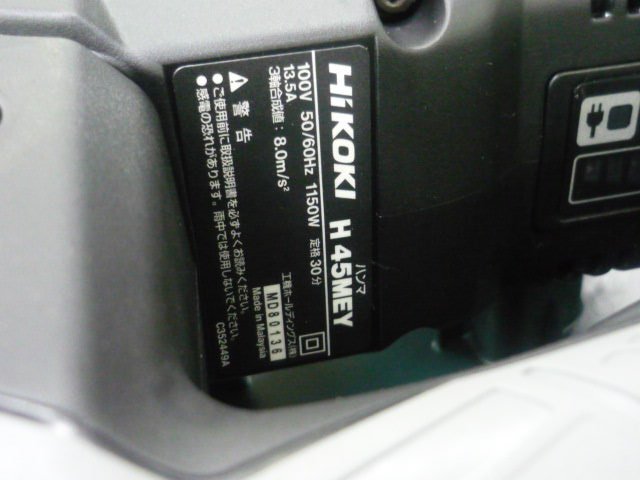 HiKOKI H 45MEY
ハンマ
100V 50/60Hz 1150W 定格30分
13.5A
3軸合成値：8.0m/s²
警告
●ご使用前に取扱説明書を必ずよくお読みください。
●感電の恐れがあります。雨中では使用しないでください。
工機ホールディングス(株)
MD80136
Made in Malaysia
C352449A